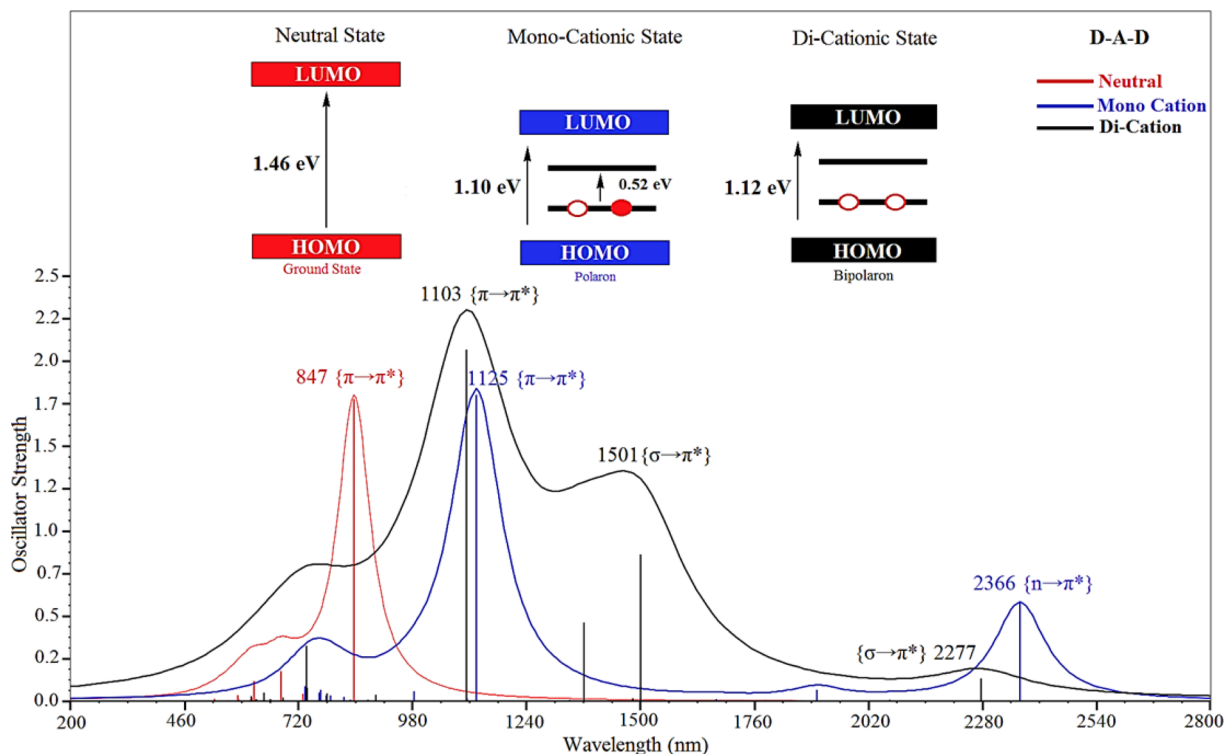 Neutral State
Mono-Cationic State
Di-Cationic State
D-A-D
LUMO
1.46 eV
HOMO
Ground State
LUMO
1.10 eV
0.52 eV
HOMO
Polaron
LUMO
1.12 eV
HOMO
Bipolaron
Neutral
Mono Cation
Di-Cation
1103 {π→π*}
847 {π→π*}
1125 {π→π*}
1501{σ→π*}
2366 {n→π*}
{σ→π*} 2277
Oscillator Strength
2.5
2.2
2.0
1.7
1.5
1.2
1.0
0.7
0.5
0.2
0.0
200 460 720 980 1240 1500 1760 2020 2280 2540 2800
Wavelength (nm)